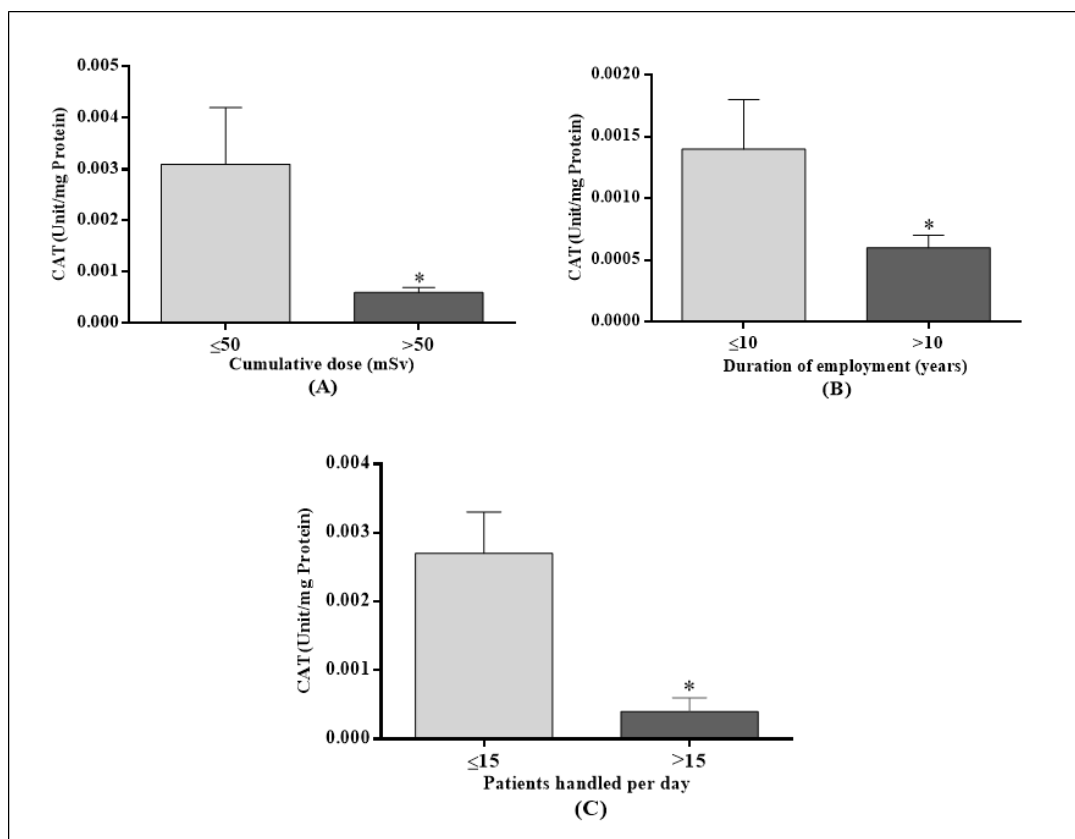 0.005
0.004
0.003
0.002
0.001
0.000
CAT (Unit/mg Protein)
*
≤50
>50
Cumulative dose (mSv)
(A)
0.0020
0.0015
0.0010
0.0005
0.0000
CAT (Unit/mg Protein)
*
≤10
>10
Duration of employment (years)
(B)
0.004
0.003
0.002
0.001
0.000
CAT (Unit/mg Protein)
*
≤15
>15
Patients handled per day
(C)